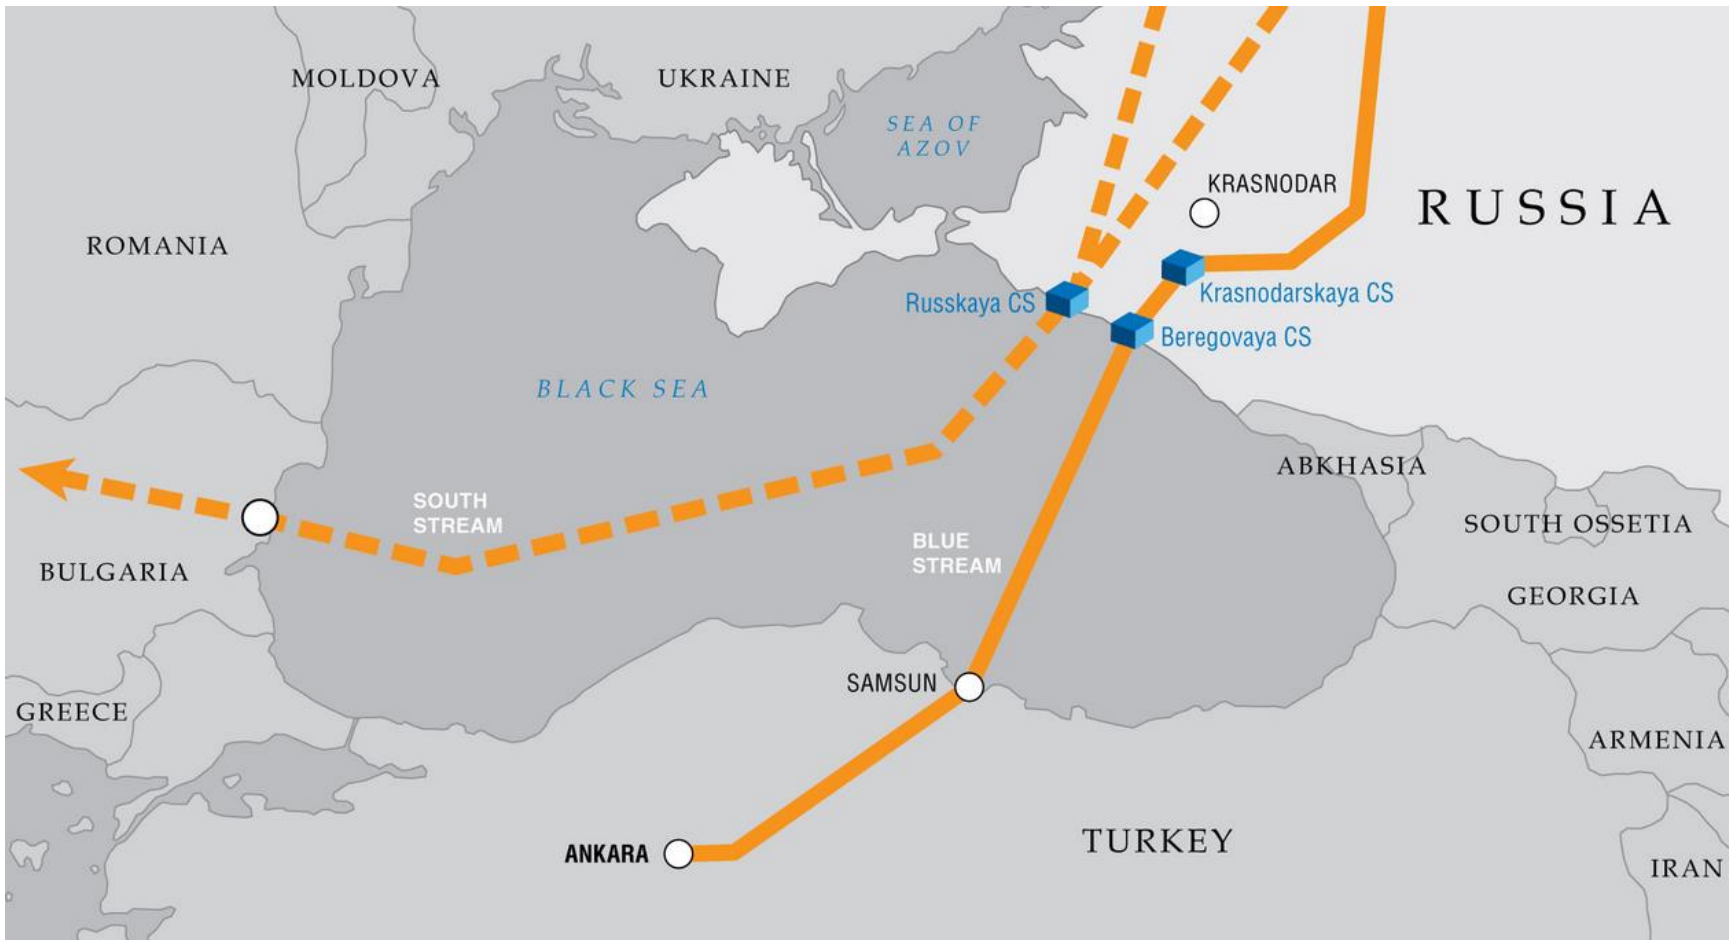 MOLDOVA
UKRAINE
SEA OF
AZOV
KRASNODAR
RUSSIA
ROMANIA
Russkaya CS
Krasnodarskaya CS
Beregovaya CS
BLACK SEA
ABKHASIA
SOUTH
STREAM
SOUTH OSSETIA
BLUE
STREAM
BULGARIA
GEORGIA
SAMSUN
GREECE
ARMENIA
TURKEY
ANKARA
IRAN